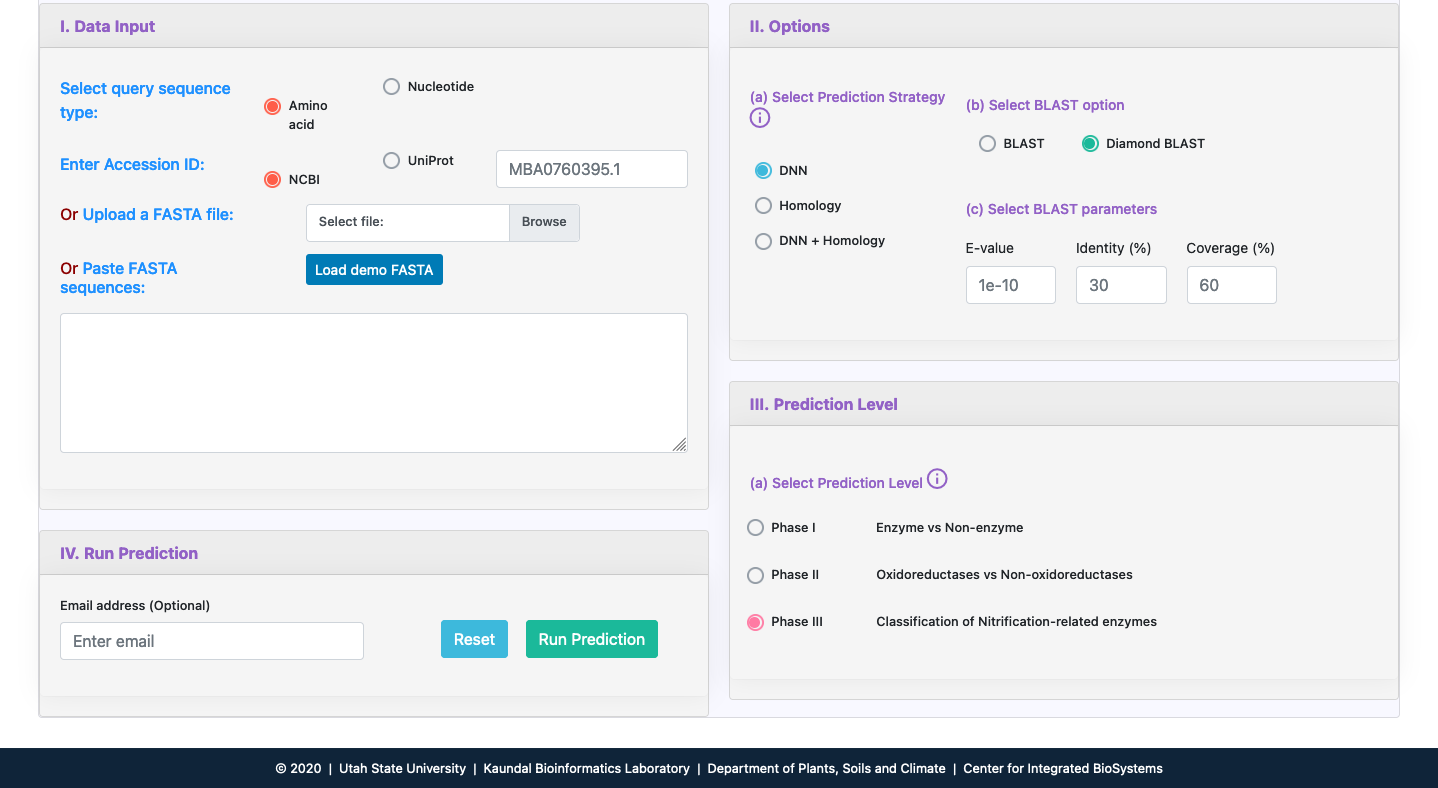 I. Data Input
Select query sequence
type:
Amino
acid
Nucleotide
Enter Accession ID:
NCBI
UniProt
MBA0760395.1
Or Upload a FASTA file:
Select file:
Browse
Or Paste FASTA
sequences:
Load demo FASTA
IV. Run Prediction
Email address (Optional)
Enter email
Reset
Run Prediction
II. Options
(a) Select Prediction Strategy
DNN
Homology
DNN + Homology
(b) Select BLAST option
BLAST
Diamond BLAST
(c) Select BLAST parameters
E-value
Identity (%)
Coverage (%)
1e-10
30
60
III. Prediction Level
(a) Select Prediction Level
Phase I
Enzyme vs Non-enzyme
Phase II
Oxidoreductases vs Non-oxidoreductases
Phase III
Classification of Nitrification-related enzymes
© 2020 | Utah State University | Kaundal Bioinformatics Laboratory | Department of Plants, Soils and Climate | Center for Integrated BioSystems